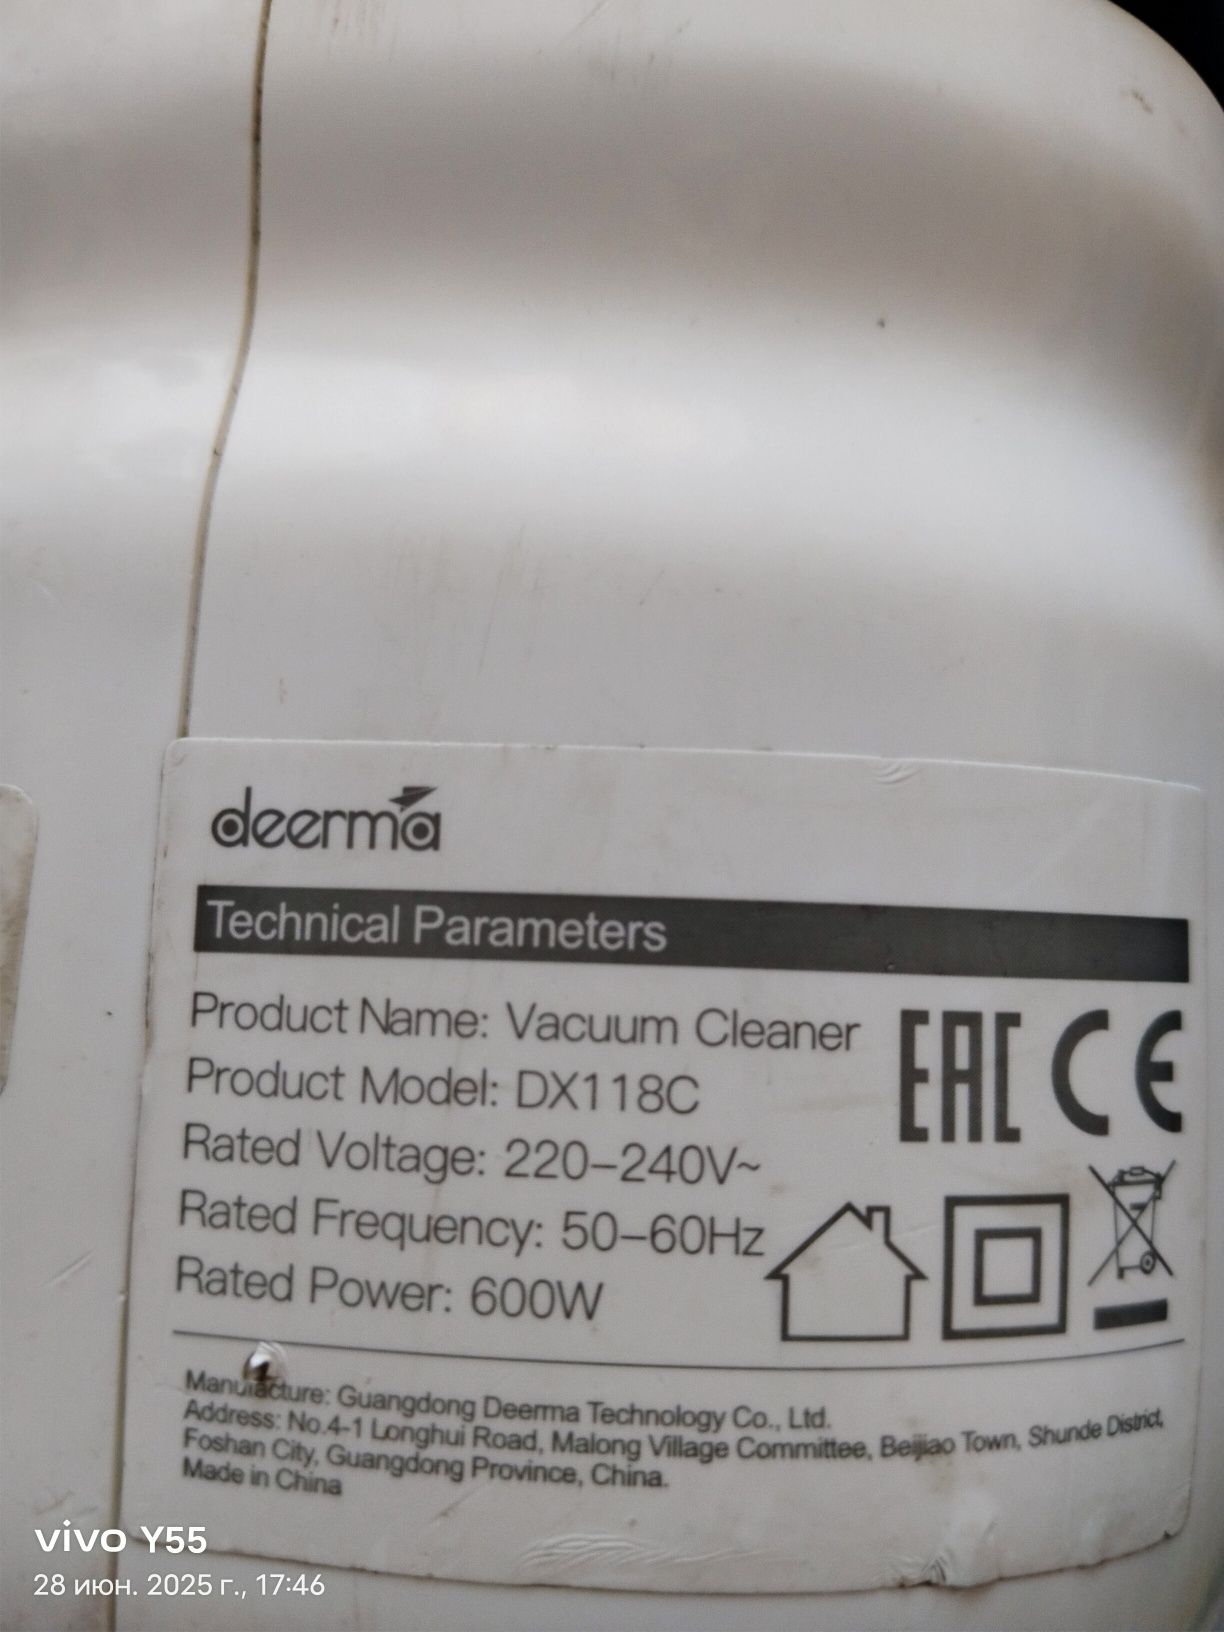 deerma
Technical Parameters
Product Name: Vacuum Cleaner
Product Model: DX118C
Rated Voltage: 220–240V~
Rated Frequency: 50–60Hz
Rated Power: 600W
EAC CE
Manufacture: Guangdong Deerma Technology Co., Ltd.
Address: No.4-1 Longhui Road, Malong Village Committee, Beijiao Town, Shunde District,
Foshan City, Guangdong Province, China.
Made in China
vivo Y55
28 июн. 2025 г., 17:46